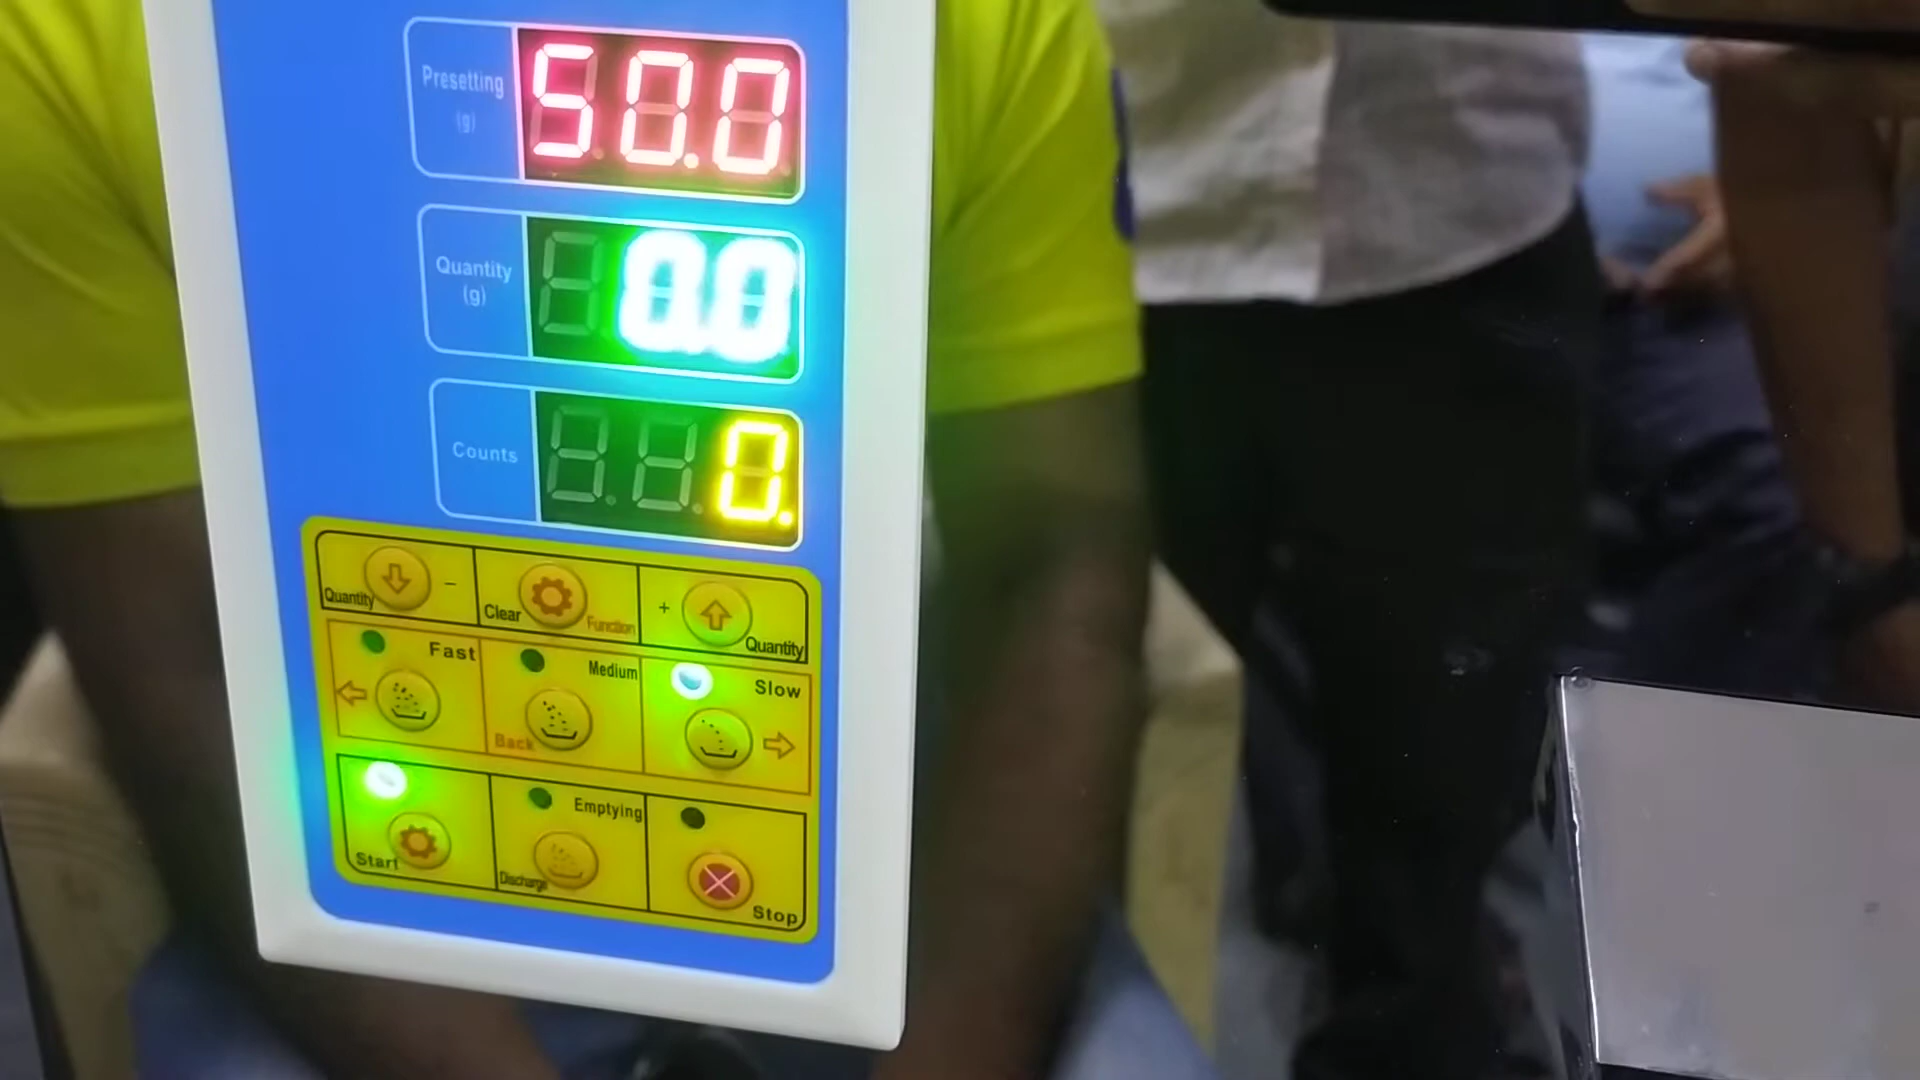 Presetting
(g)
50.0
Quantity
(g)
0.0
Counts
0.
Quantity
−
Clear
Function
+
Quantity
Fast
Medium
Back
Slow
Start
Emptying
Discharge
Stop